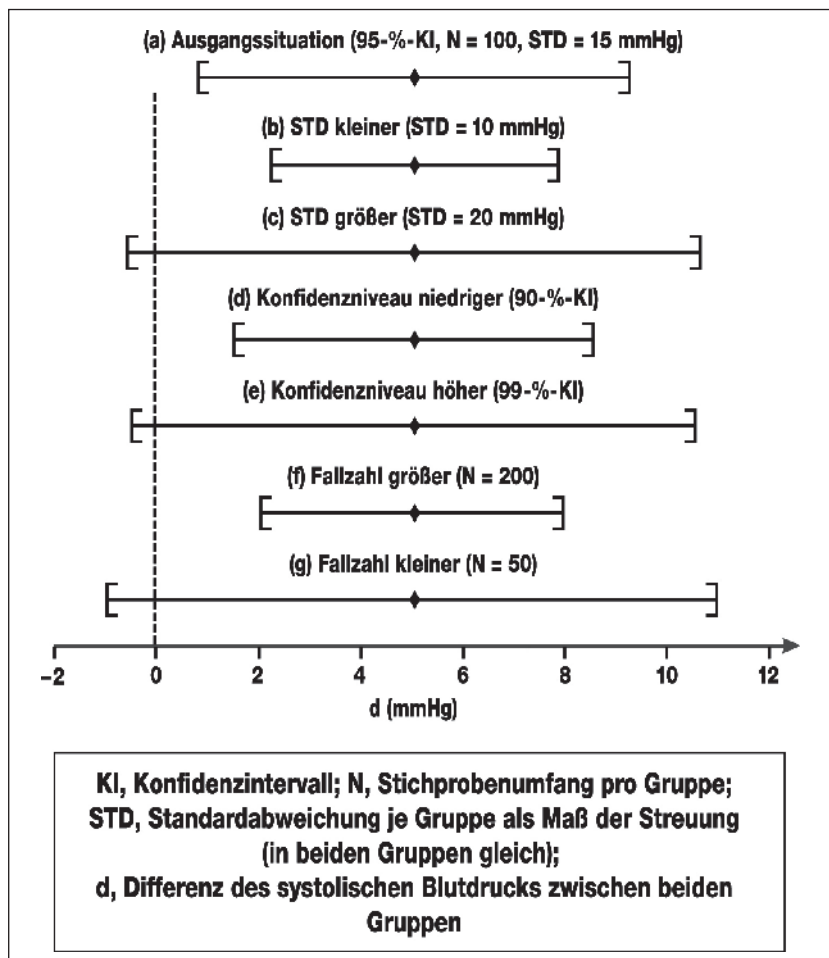 (a) Ausgangssituation (95-%-KI, N = 100, STD = 15 mmHg)
(b) STD kleiner (STD = 10 mmHg)
(c) STD größer (STD = 20 mmHg)
(d) Konfidenzniveau niedriger (90-%-KI)
(e) Konfidenzniveau höher (99-%-KI)
(f) Fallzahl größer (N = 200)
(g) Fallzahl kleiner (N = 50)
−2 0 2 4 6 8 10 12
d (mmHg)
KI, Konfidenzintervall; N, Stichprobenumfang pro Gruppe;
STD, Standardabweichung je Gruppe als Maß der Streuung
(in beiden Gruppen gleich);
d, Differenz des systolischen Blutdrucks zwischen beiden
Gruppen